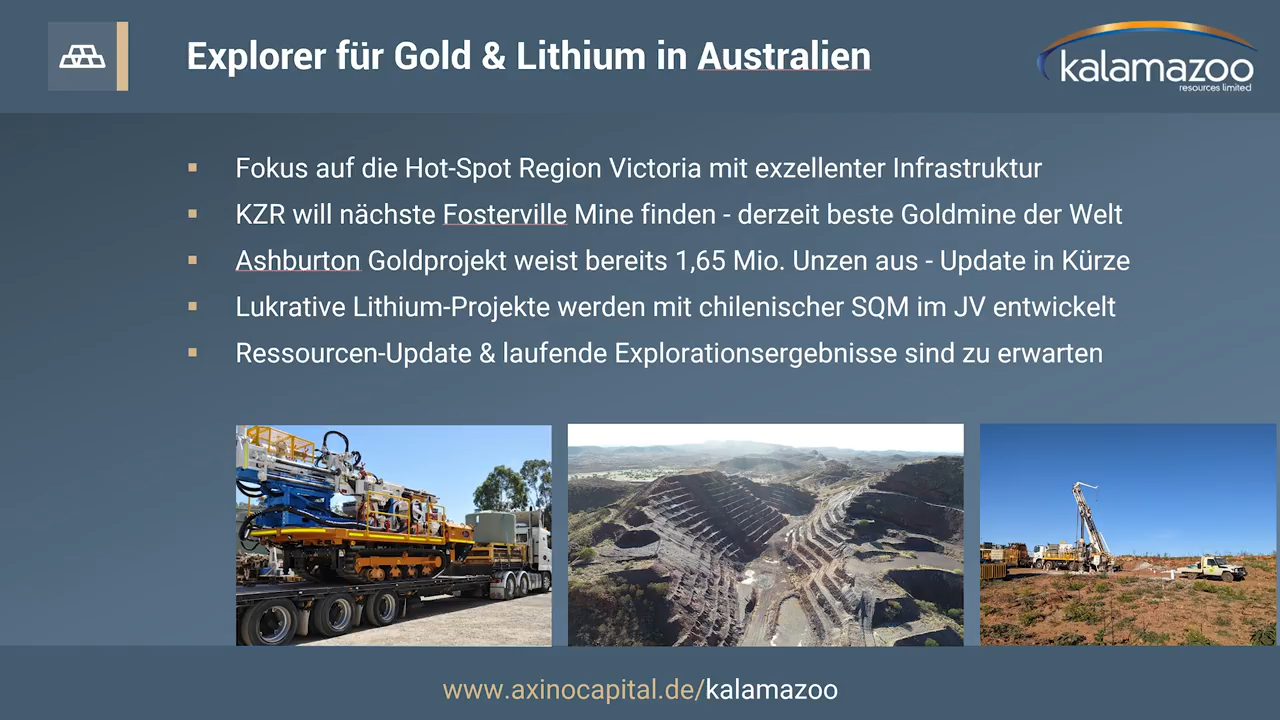 Explorer für Gold & Lithium in Australien
kalamazoo
resources limited
Fokus auf die Hot-Spot Region Victoria mit exzellenter Infrastruktur
KZR will nächste Fosterville Mine finden - derzeit beste Goldmine der Welt
Ashburton Goldprojekt weist bereits 1,65 Mio. Unzen aus - Update in Kürze
Lukrative Lithium-Projekte werden mit chilenischer SQM im JV entwickelt
Ressourcen-Update & laufende Explorationsergebnisse sind zu erwarten
www.axinocapital.de/kalamazoo